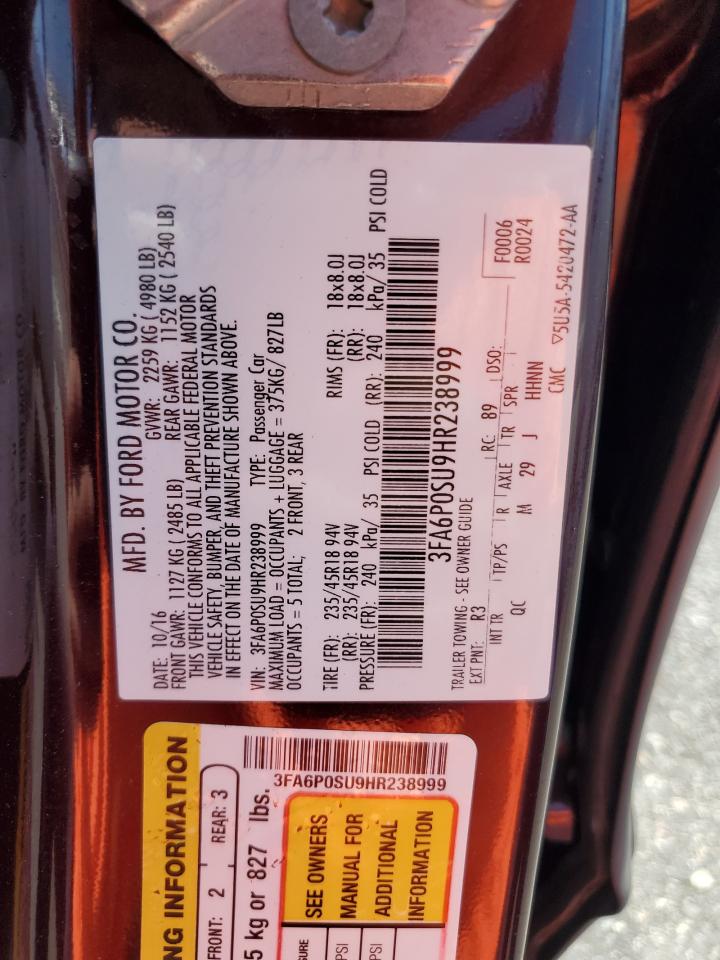 MFD. BY FORD MOTOR CO.
DATE: 10/16 GVWR: 2259 KG ( 4980 LB)
FRONT GAWR: 1127 KG ( 2485 LB) REAR GAWR: 1152 KG ( 2540 LB)
THIS VEHICLE CONFORMS TO ALL APPLICABLE FEDERAL MOTOR
VEHICLE SAFETY, BUMPER, AND THEFT PREVENTION STANDARDS
IN EFFECT ON THE DATE OF MANUFACTURE SHOWN ABOVE.
VIN: 3FA6P0SU9HR238999 TYPE: Passenger Car
MAXIMUM LOAD = OCCUPANTS + LUGGAGE = 375KG/ 827LB
OCCUPANTS = 5 TOTAL; 2 FRONT, 3 REAR
TIRE (FR): 235/45R18 94V RIMS (FR): 18x8.0J
(RR): 235/45R18 94V (RR): 18x8.0J
PRESSURE (FR): 240 kPa/ 35 PSI COLD (RR): 240 kPa/ 35 PSI COLD
3FA6P0SU9HR238999
TRAILER TOWING - SEE OWNER GUIDE
EXT PNT: R3 RC: 89 DSO: F0006
R0024
INT TR TP/PS R AXLE TR SPR
QC M 29 J HHNN
CMC ▽5U5A-5420472-AA
NG INFORMATION
FRONT: 2 REAR: 3
5 kg or 827 lbs.
3FA6P0SU9HR238999
SEE OWNERS
MANUAL FOR
ADDITIONAL
INFORMATION
SURE
PSI
PSI